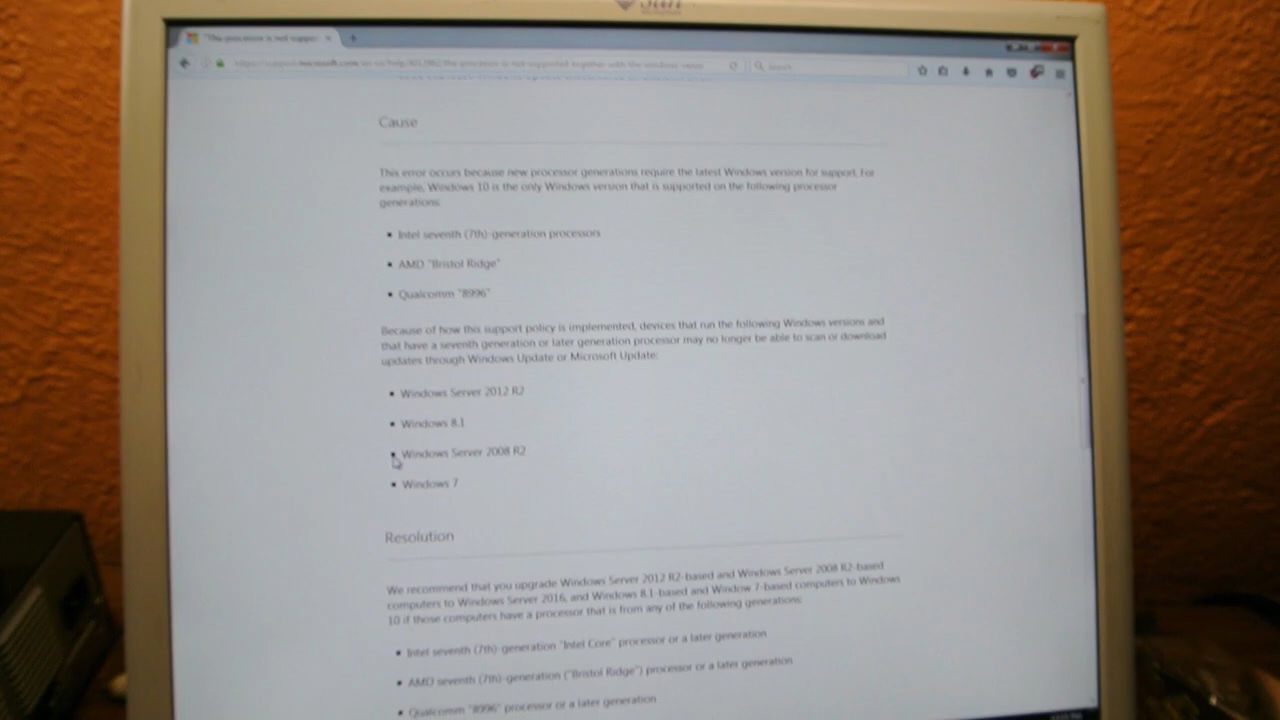 Sun
"The processor is not suppor
Search
Cause
This error occurs because new processor generations require the latest Windows version for support. For
example, Windows 10 is the only Windows version that is supported on the following processor
generations:
▪ Intel seventh (7th)-generation processors
▪ AMD "Bristol Ridge"
▪ Qualcomm "8996"
Because of how this support policy is implemented, devices that run the following Windows versions and
that have a seventh generation or later generation processor may no longer be able to scan or download
updates through Windows Update or Microsoft Update:
▪ Windows Server 2012 R2
▪ Windows 8.1
▪ Windows Server 2008 R2
▪ Windows 7
Resolution
We recommend that you upgrade Windows Server 2012 R2-based and Windows Server 2008 R2-based
computers to Windows Server 2016, and Windows 8.1-based and Window 7-based computers to Windows
10 if those computers have a processor that is from any of the following generations:
▪ Intel seventh (7th)-generation "Intel Core" processor or a later generation
▪ AMD seventh (7th)-generation ("Bristol Ridge") processor or a later generation
▪ Qualcomm "8996" processor or a later generation